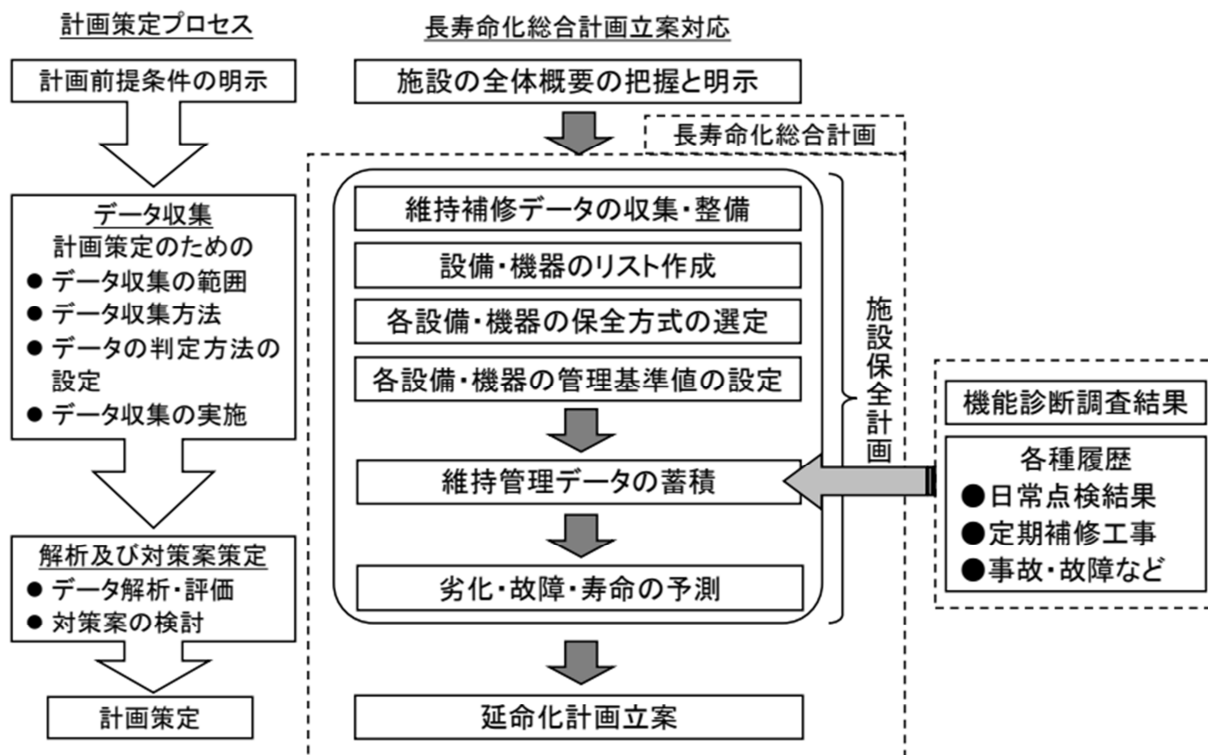 計画策定プロセス
計画前提条件の明示
データ収集
計画策定のための
● データ収集の範囲
● データ収集方法
● データの判定方法の
設定
● データ収集の実施
解析及び対策案策定
● データ解析・評価
● 対策案の検討
計画策定
長寿命化総合計画立案対応
施設の全体概要の把握と明示
長寿命化総合計画
維持補修データの収集・整備
設備・機器のリスト作成
各設備・機器の保全方式の選定
各設備・機器の管理基準値の設定
維持管理データの蓄積
劣化・故障・寿命の予測
延命化計画立案
施設保全計画
機能診断調査結果
各種履歴
●日常点検結果
●定期補修工事
●事故・故障など